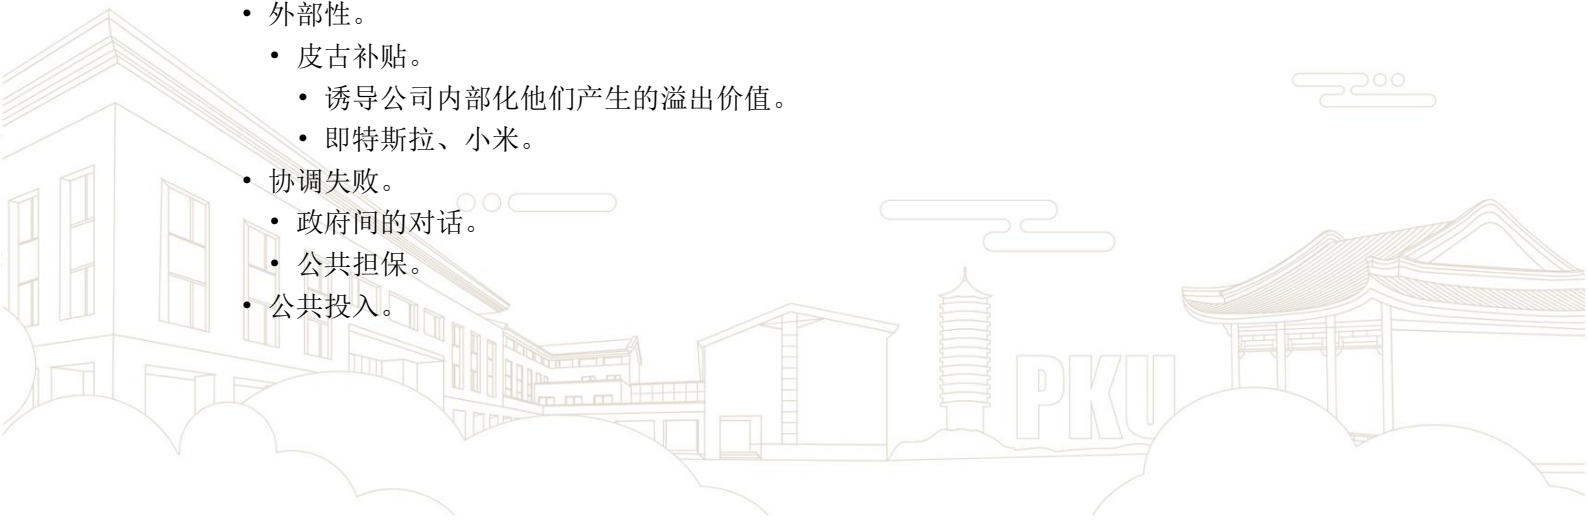 • 外部性。
• 皮古补贴。
• 诱导公司内部化他们产生的溢出价值。
• 即特斯拉、小米。
• 协调失败。
• 政府间的对话。
• 公共担保。
• 公共投入。
PKU